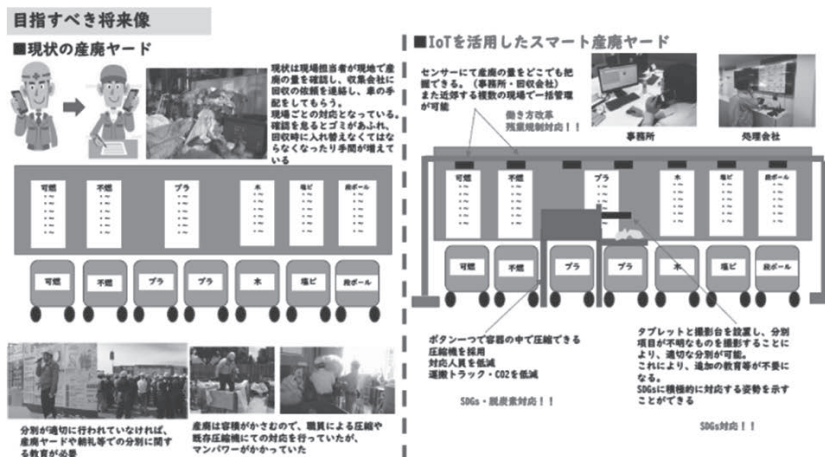 目指すべき将来像
■現状の産廃ヤード
現状は現場担当者が現地で産
廃の量を確認し、収集会社に
回収の依頼を連絡し、車の手
配をしてもらう。
現場ごとの対応となっている。
確認を怠るとゴミがあふれ、
回収時に入れ替えなくてはな
らなくなったり手間が増えて
いる
可燃
不燃
プラ
木
塩ビ
段ボール
可燃
不燃
プラ
プラ
木
塩ビ
段ボール
分別が適切に行われていなければ、
産廃ヤードや朝礼等での分別に関す
る教育が必要
産廃は容積がかさむので、職員による圧縮や
既存圧縮機にての対応を行っていたが、
マンパワーがかかっていた
■IoTを活用したスマート産廃ヤード
センサーにて産廃の量をどこでも把
握できる。（事務所・回収会社）
また近郊する複数の現場で一括管理
が可能
働き方改革
残業規制対応！！
事務所
処理会社
可燃
不燃
プラ
木
塩ビ
段ボール
可燃
不燃
プラ
プラ
木
塩ビ
段ボール
ボタン一つで容器の中で圧縮できる
圧縮機を採用
対応人員を低減
運搬トラック・CO2を低減
SDGs・脱炭素対応！！
タブレットと撮影台を設置し、分別
項目が不明なものを撮影することに
より、適切な分別が可能。
これにより、追加の教育等が不要に
なる。
SDGsに積極的に対応する姿勢を示す
ことができる
SDGs対応！！